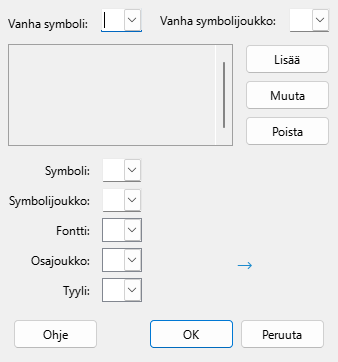 Vanha symboli: Vanha symbolijoukko:
Lisää
Muuta
Poista
Symboli:
Symbolijoukko:
Fontti:
Osajoukko:
→
Tyyli:
Ohje OK Peruuta